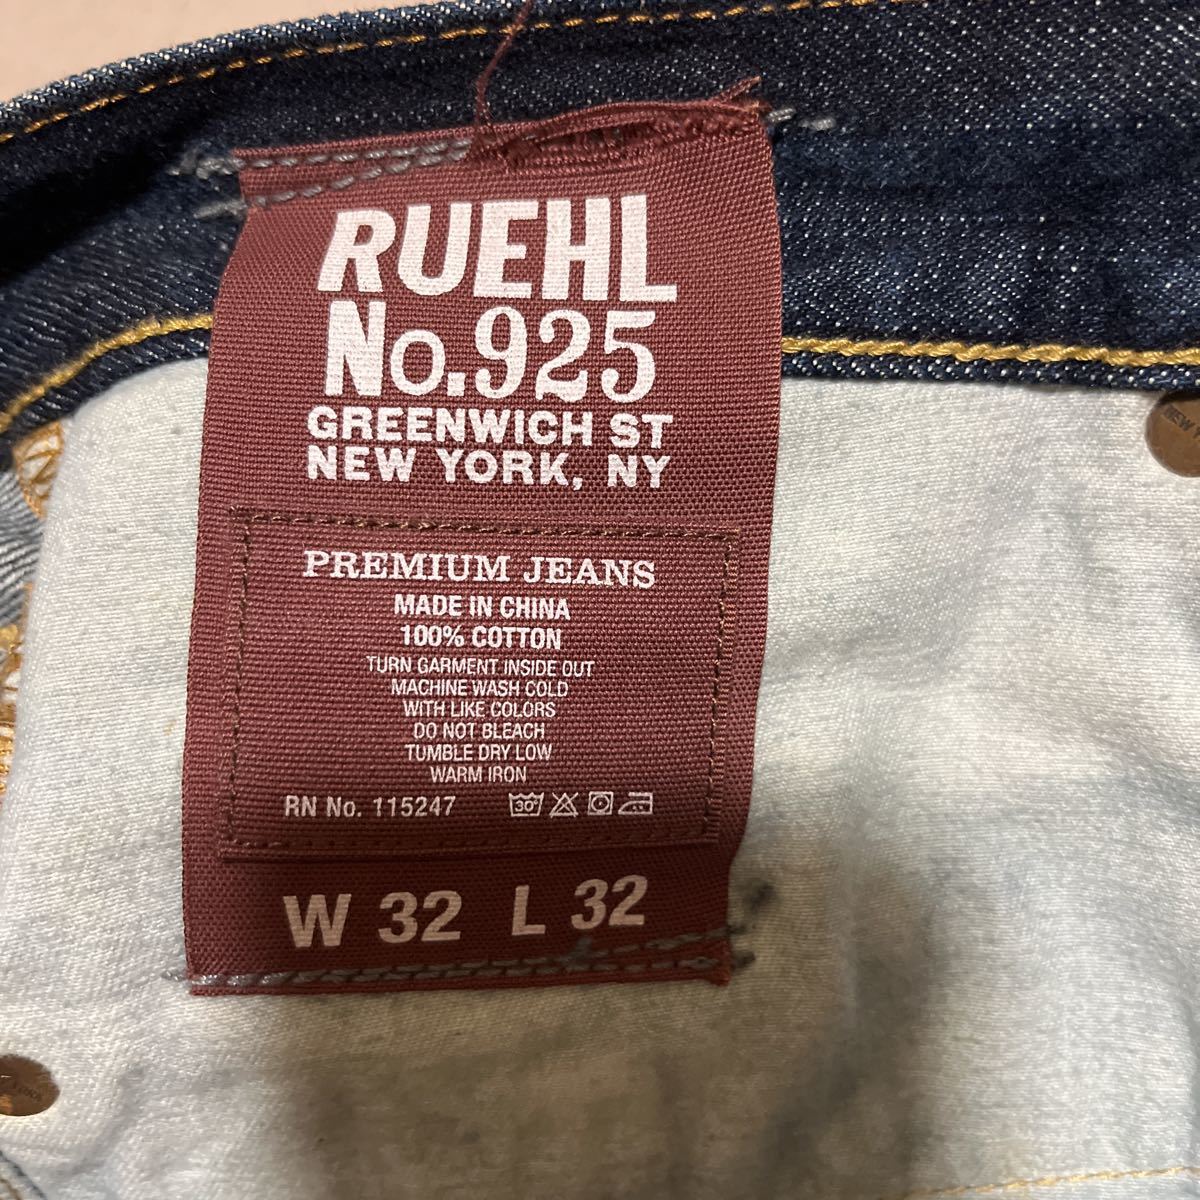 RUEHL
No.925
GREENWICH ST
NEW YORK, NY
PREMIUM JEANS
MADE IN CHINA
100% COTTON
TURN GARMENT INSIDE OUT
MACHINE WASH COLD
WITH LIKE COLORS
DO NOT BLEACH
TUMBLE DRY LOW
WARM IRON
RN No. 115247 30°
W 32 L 32
NEW